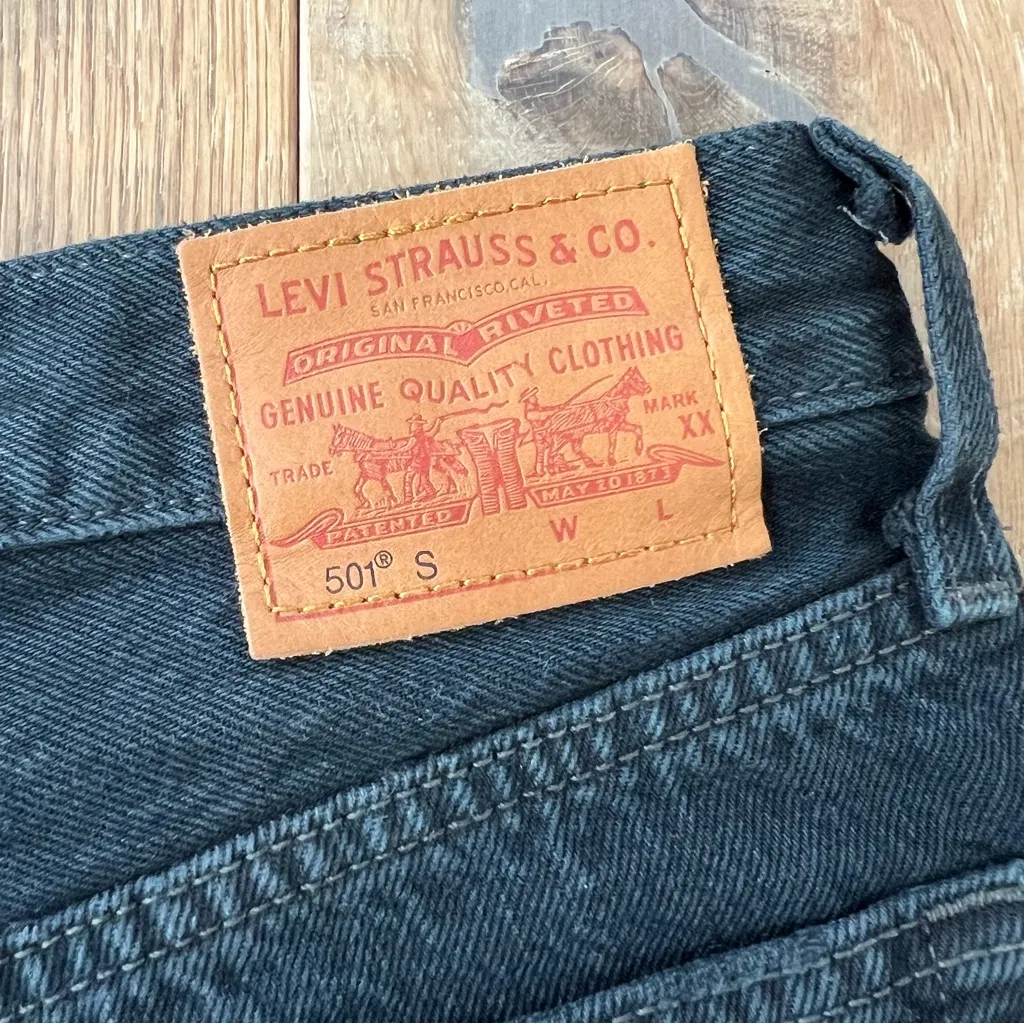 LEVI STRAUSS & CO.
SAN FRANCISCO, CAL.
ORIGINAL RIVETED
GENUINE QUALITY CLOTHING
TRADE MARK
XX
PATENTED MAY 20 1873
501® S W L